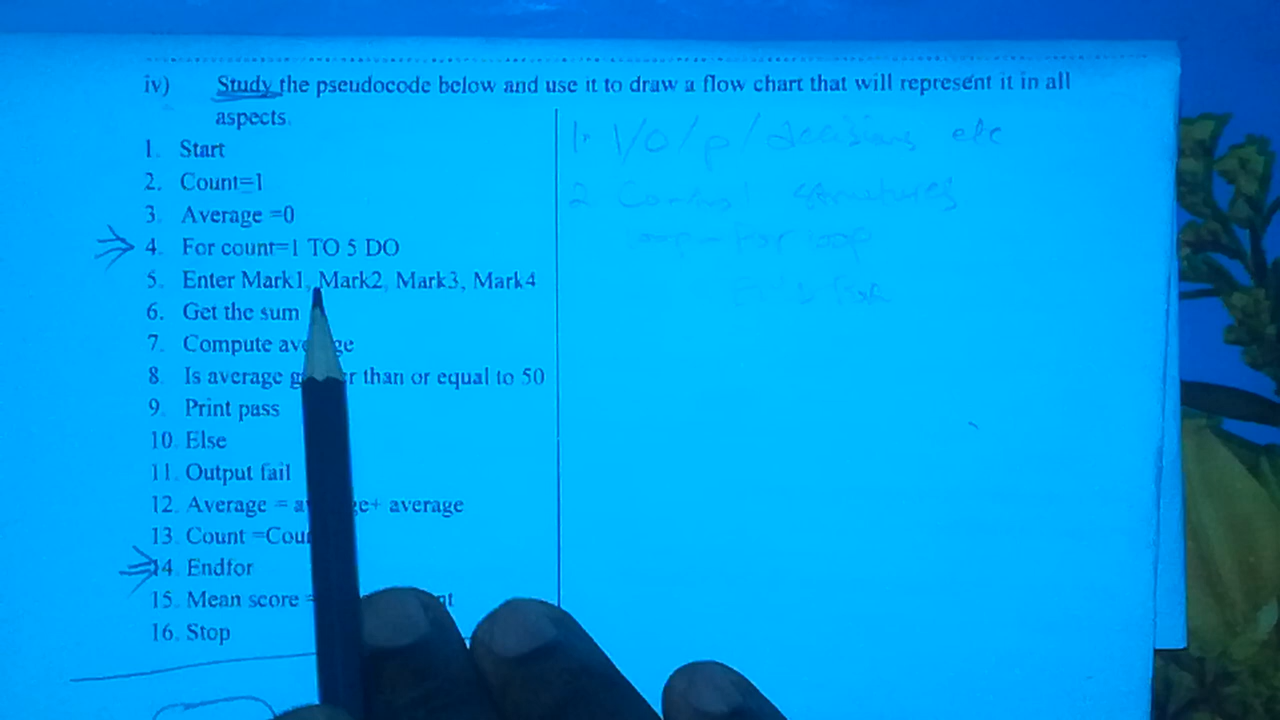 iv) Study the pseudocode below and use it to draw a flow chart that will represent it in all
aspects.
1. Start
2. Count=1
3. Average =0
4. For count=1 TO 5 DO
5. Enter Mark1, Mark2, Mark3, Mark4
6. Get the sum
7. Compute
8. Is average than or equal to 50
9. Print pass
10. Else
11. Output fail
12. Average = average
13. Count
14. Endfor
15. Mean score
16. Stop
1. I/O/p/decisions etc
2 Control structures
loop - For loop